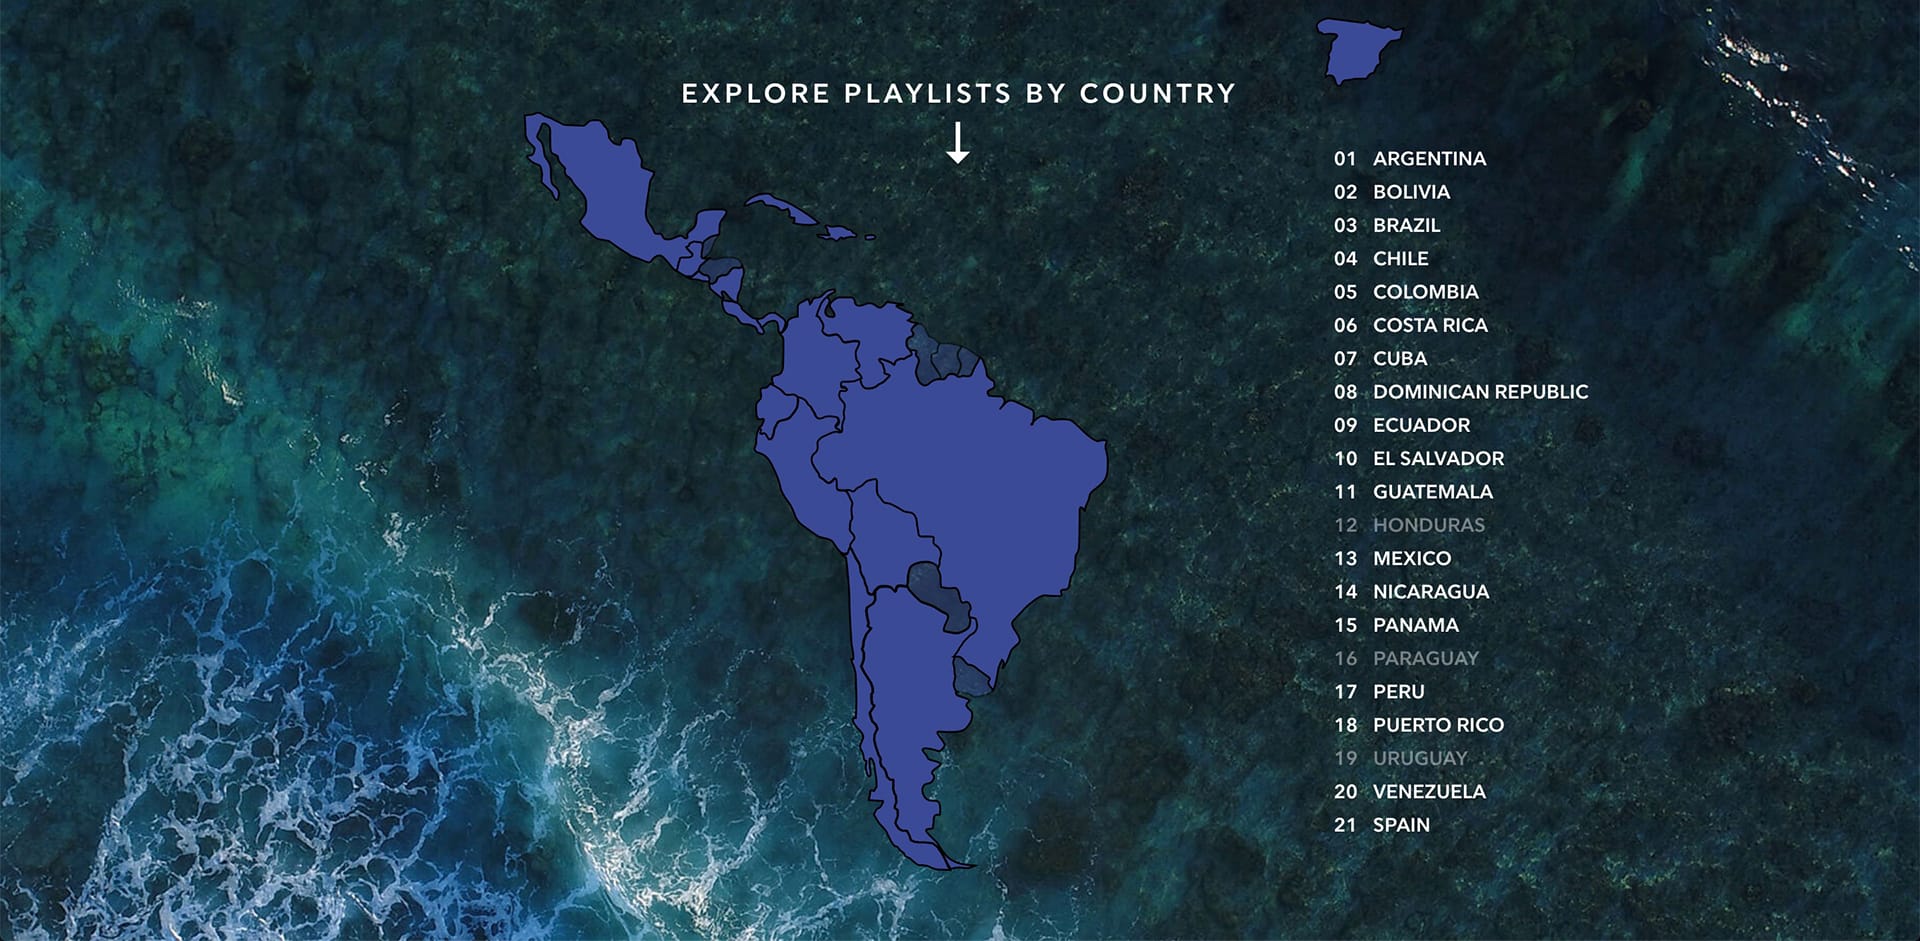 EXPLORE PLAYLISTS BY COUNTRY
01 ARGENTINA
02 BOLIVIA
03 BRAZIL
04 CHILE
05 COLOMBIA
06 COSTA RICA
07 CUBA
08 DOMINICAN REPUBLIC
09 ECUADOR
10 EL SALVADOR
11 GUATEMALA
12 HONDURAS
13 MEXICO
14 NICARAGUA
15 PANAMA
16 PARAGUAY
17 PERU
18 PUERTO RICO
19 URUGUAY
20 VENEZUELA
21 SPAIN